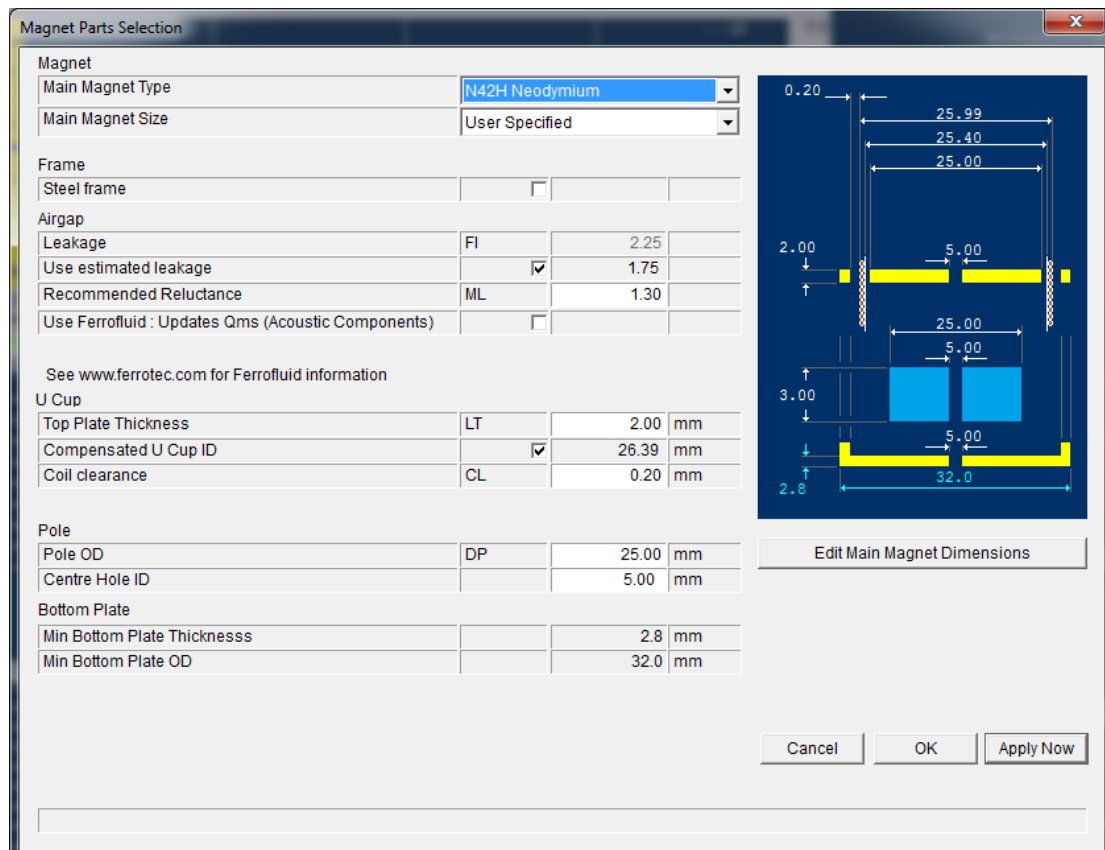 Magnet Parts Selection
Magnet
Main Magnet Type N42H Neodymium
Main Magnet Size User Specified
Frame
Steel frame
Airgap
Leakage Fl 2.25
Use estimated leakage 1.75
Recommended Reluctance ML 1.30
Use Ferrofluid : Updates Qms (Acoustic Components)
See www.ferrotec.com for Ferrofluid information
U Cup
Top Plate Thickness LT 2.00 mm
Compensated U Cup ID 26.39 mm
Coil clearance CL 0.20 mm
Pole
Pole OD DP 25.00 mm
Centre Hole ID 5.00 mm
Bottom Plate
Min Bottom Plate Thicknesss 2.8 mm
Min Bottom Plate OD 32.0 mm
0.20
25.99
25.40
25.00
2.00
5.00
25.00
5.00
3.00
5.00
2.8
32.0
Edit Main Magnet Dimensions
Cancel OK Apply Now